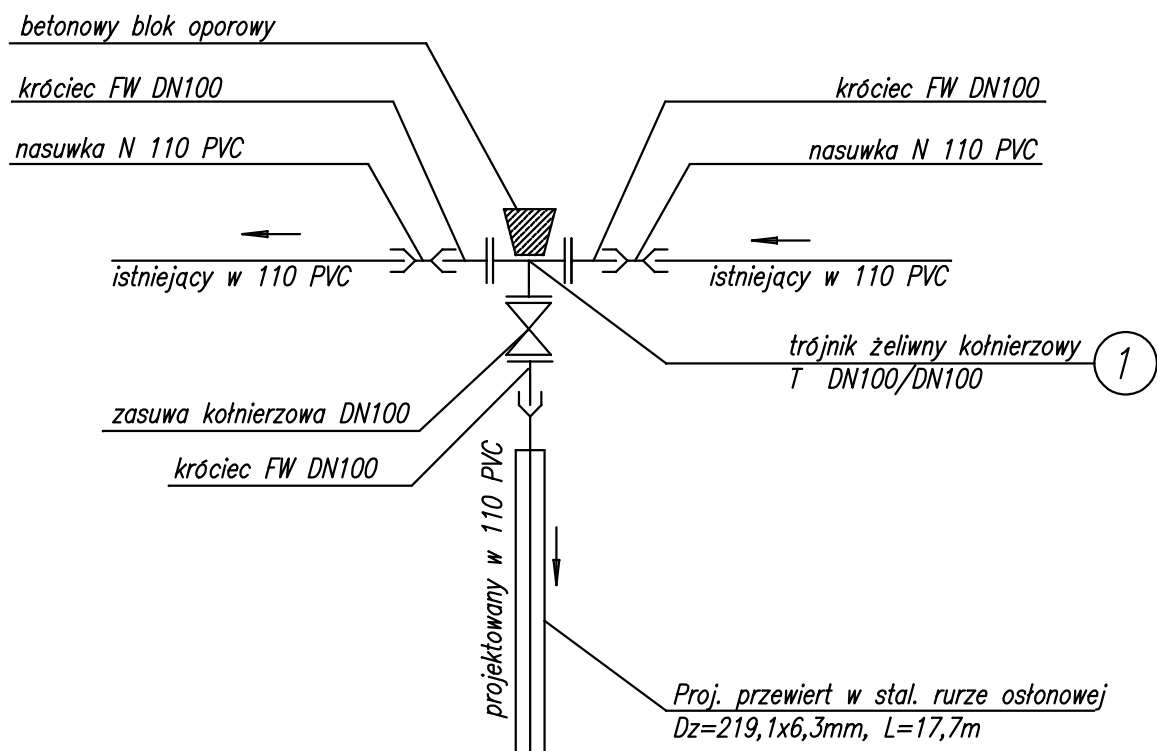 betonowy blok oporowy
króciec FW DN100
króciec FW DN100
nasuwka N 110 PVC
nasuwka N 110 PVC
istniejący w 110 PVC
istniejący w 110 PVC
trójnik żeliwny kołnierzowy
T DN100/DN100
1
zasuwa kołnierzowa DN100
króciec FW DN100
projektowany w 110 PVC
Proj. przewiert w stal. rurze osłonowej
Dz=219,1x6,3mm, L=17,7m